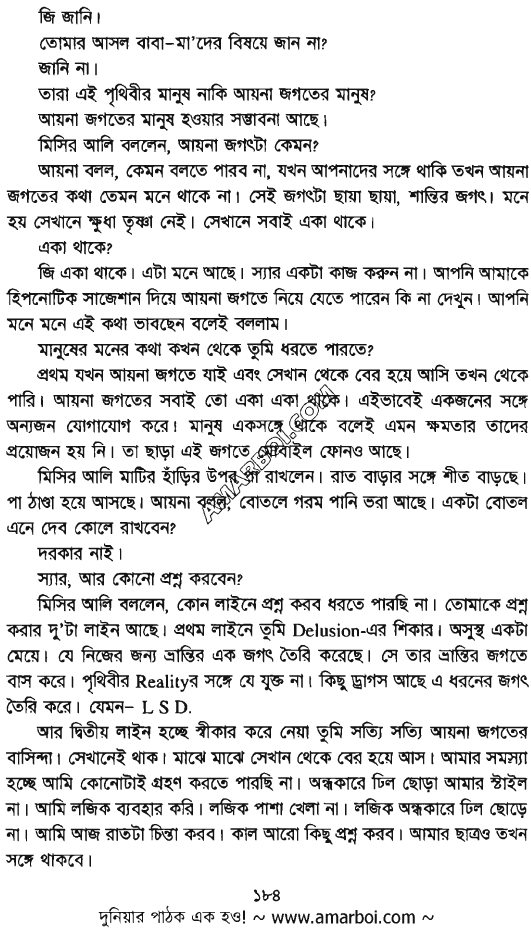 জি জানি।
তোমার আসল বাবা-মা'দের বিষয়ে জান না?
জানি না।
তারা এই পৃথিবীর মানুষ নাকি আয়না জগতের মানুষ?
আয়না জগতের মানুষ হওয়ার সম্ভাবনা আছে।
মিসির আলি বললেন, আয়না জগৎটা কেমন?
আয়না বলল, কেমন বলতে পারব না, যখন আপনাদের সঙ্গে থাকি তখন আয়না
জগতের কথা তেমন মনে থাকে না। সেই জগৎটা ছায়া ছায়া, শান্তির জগৎ। মনে
হয় সেখানে ক্ষুধা তৃষ্ণা নেই। সেখানে সবাই একা থাকে।
একা থাকে?
জি একা থাকে। এটা মনে আছে। স্যার একটা কাজ করুন না। আপনি আমাকে
হিপনোটিক সাজেশান দিয়ে আয়না জগতে নিয়ে যেতে পারেন কি না দেখুন। আপনি
মনে মনে এই কথা ভাবছেন বলেই বললাম।
মানুষের মনের কথা কখন থেকে তুমি ধরতে পারতে?
প্রথম যখন আয়না জগতে যাই এবং সেখান থেকে বের হয়ে আসি তখন থেকে
পারি। আয়না জগতের সবাই তো একা একা থাকে। এইভাবেই একজনের সঙ্গে
অন্যজন যোগাযোগ করে। মানুষ একসঙ্গে থাকে বলেই এমন ক্ষমতার তাদের
প্রয়োজন হয় নি। তা ছাড়া এই জগতে মোবাইল ফোনও আছে।
মিসির আলি মাটির হাঁড়ির উপর পা রাখলেন। রাত বাড়ার সঙ্গে শীত বাড়ছে।
পা ঠাণ্ডা হয়ে আসছে। আয়না বলল, বোতলে গরম পানি ভরা আছে। একটা বোতল
এনে দেব কোলে রাখবেন?
দরকার নাই।
স্যার, আর কোনো প্রশ্ন করবেন?
মিসির আলি বললেন, কোন লাইনে প্রশ্ন করব ধরতে পারছি না। তোমাকে প্রশ্ন
করার দু'টা লাইন আছে। প্রথম লাইনে তুমি Delusion-এর শিকার। অসুস্থ একটা
মেয়ে। যে নিজের জন্য ভ্রান্তির এক জগৎ তৈরি করেছে। সে তার ভ্রান্তির জগতে
বাস করে। পৃথিবীর Realityর সঙ্গে যে যুক্ত না। কিছু ড্রাগস আছে এ ধরনের জগৎ
তৈরি করে। যেমন– L S D.
আর দ্বিতীয় লাইন হচ্ছে স্বীকার করে নেয়া তুমি সত্যি সত্যি আয়না জগতের
বাসিন্দা। সেখানেই থাক। মাঝে মাঝে সেখান থেকে বের হয়ে আস। আমার সমস্যা
হচ্ছে আমি কোনোটাই গ্রহণ করতে পারছি না। অন্ধকারে ঢিল ছোড়া আমার স্টাইল
না। আমি লজিক ব্যবহার করি। লজিক পাশা খেলা না। লজিক অন্ধকারে ঢিল ছোড়ে
না। আমি আজ রাতটা চিন্তা করব। কাল আরো কিছু প্রশ্ন করব। আমার ছাত্রও তখন
সঙ্গে থাকবে।
১৮৪
দুনিয়ার পাঠক এক হও! ~ www.amarboi.com ~
AMARBOI.COM